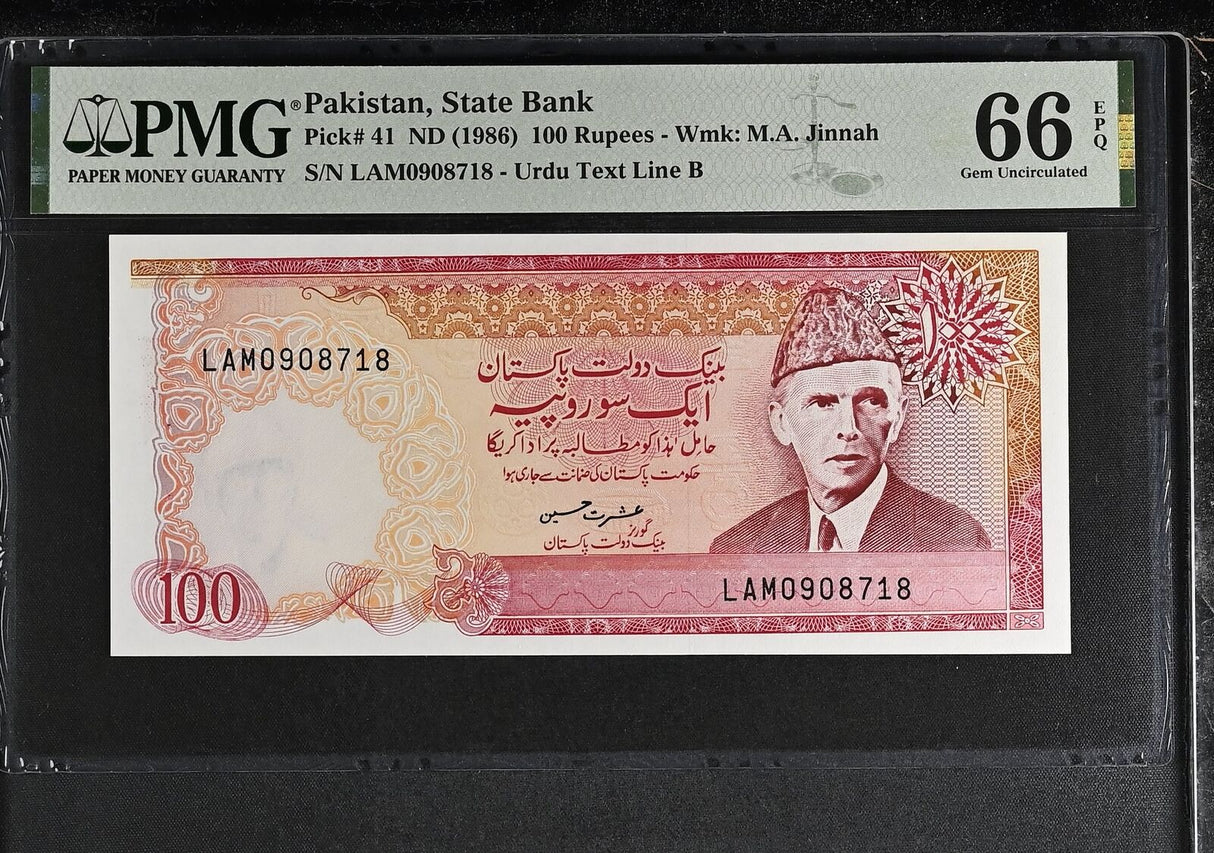 PMG® Pakistan, State Bank
Pick# 41 ND (1986) 100 Rupees - Wmk: M.A. Jinnah
PAPER MONEY GUARANTY S/N LAM0908718 - Urdu Text Line B
66 EPQ
Gem Uncirculated
۱۰۰
LAM0908718
بینک دولت پاکستان
ایک سو روپیہ
حامل ہٰذا کو مطالبہ پر ادا کریگا
حکومت پاکستان کی ضمانت سے جاری ہوا
عشرت حسین
گورنر
بینک دولت پاکستان
100
LAM0908718